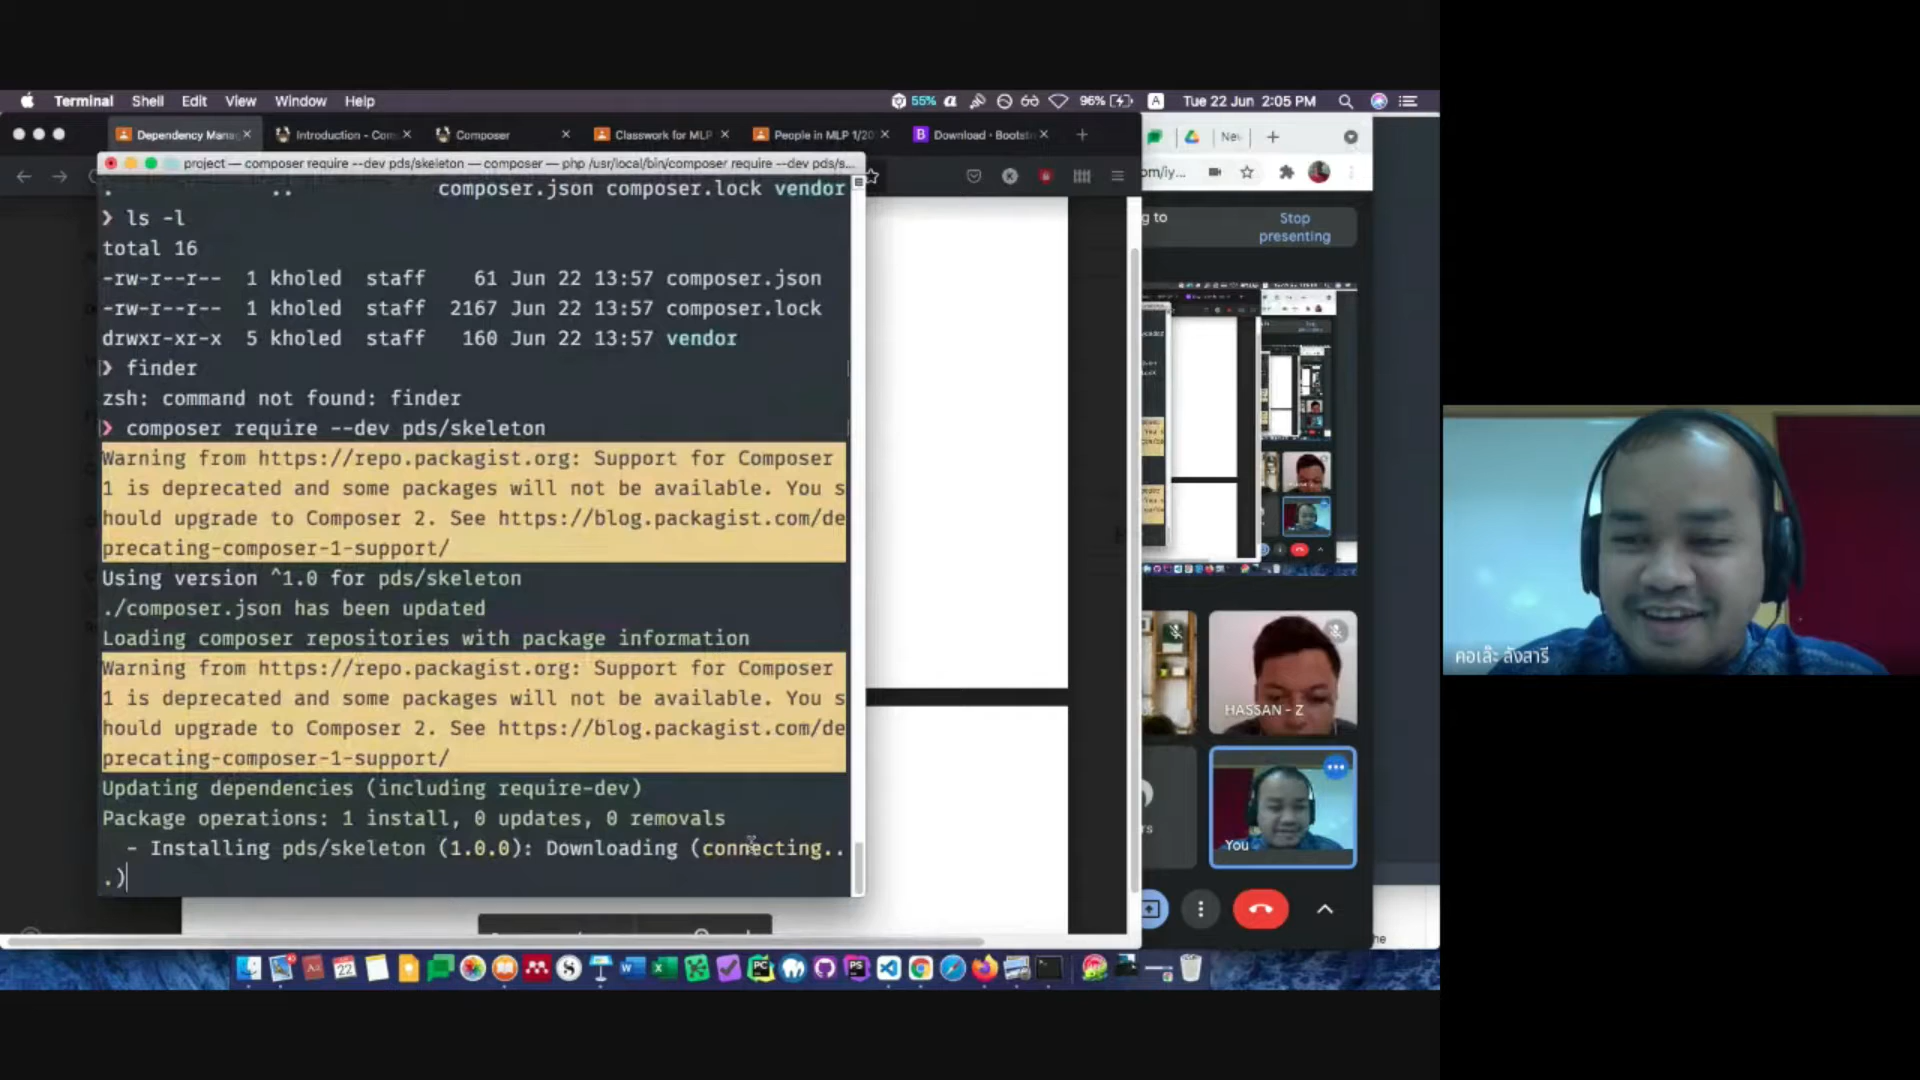 Terminal Shell Edit View Window Help
55% 96% A Tue 22 Jun 2:05 PM
Dependency Mana
Introduction - Com
Composer
Classwork for MLP
People in MLP 1/20
Download · Bootst
project — composer require --dev pds/skeleton — composer — php /usr/local/bin/composer require --dev pds/s...
. .. composer.json composer.lock vendor
❯ ls -l
total 16
-rw-r--r-- 1 kholed staff 61 Jun 22 13:57 composer.json
-rw-r--r-- 1 kholed staff 2167 Jun 22 13:57 composer.lock
drwxr-xr-x 5 kholed staff 160 Jun 22 13:57 vendor
❯ finder
zsh: command not found: finder
❯ composer require --dev pds/skeleton
Warning from https://repo.packagist.org: Support for Composer
1 is deprecated and some packages will not be available. You s
hould upgrade to Composer 2. See https://blog.packagist.com/de
precating-composer-1-support/
Using version ^1.0 for pds/skeleton
./composer.json has been updated
Loading composer repositories with package information
Warning from https://repo.packagist.org: Support for Composer
1 is deprecated and some packages will not be available. You s
hould upgrade to Composer 2. See https://blog.packagist.com/de
precating-composer-1-support/
Updating dependencies (including require-dev)
Package operations: 1 install, 0 updates, 0 removals
- Installing pds/skeleton (1.0.0): Downloading (connecting..
.)
Ne
om/iy...
g to
Stop
presenting
HASSAN - Z
rs
You
he
22
คอเล๊ะ ลังสารี